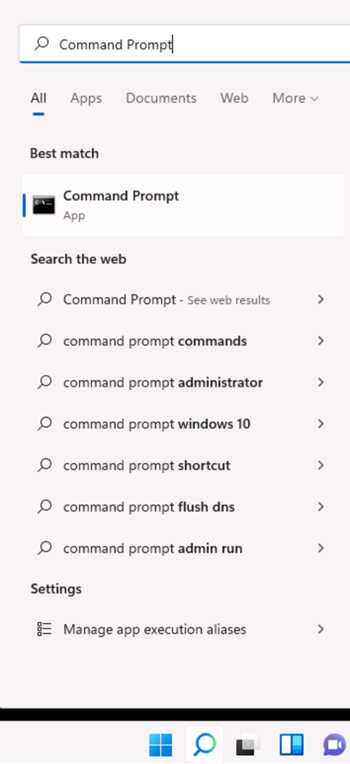 Command Prompt
All Apps Documents Web More
Best match
Command Prompt
App
Search the web
Command Prompt - See web results
command prompt commands
command prompt administrator
command prompt windows 10
command prompt shortcut
command prompt flush dns
command prompt admin run
Settings
Manage app execution aliases